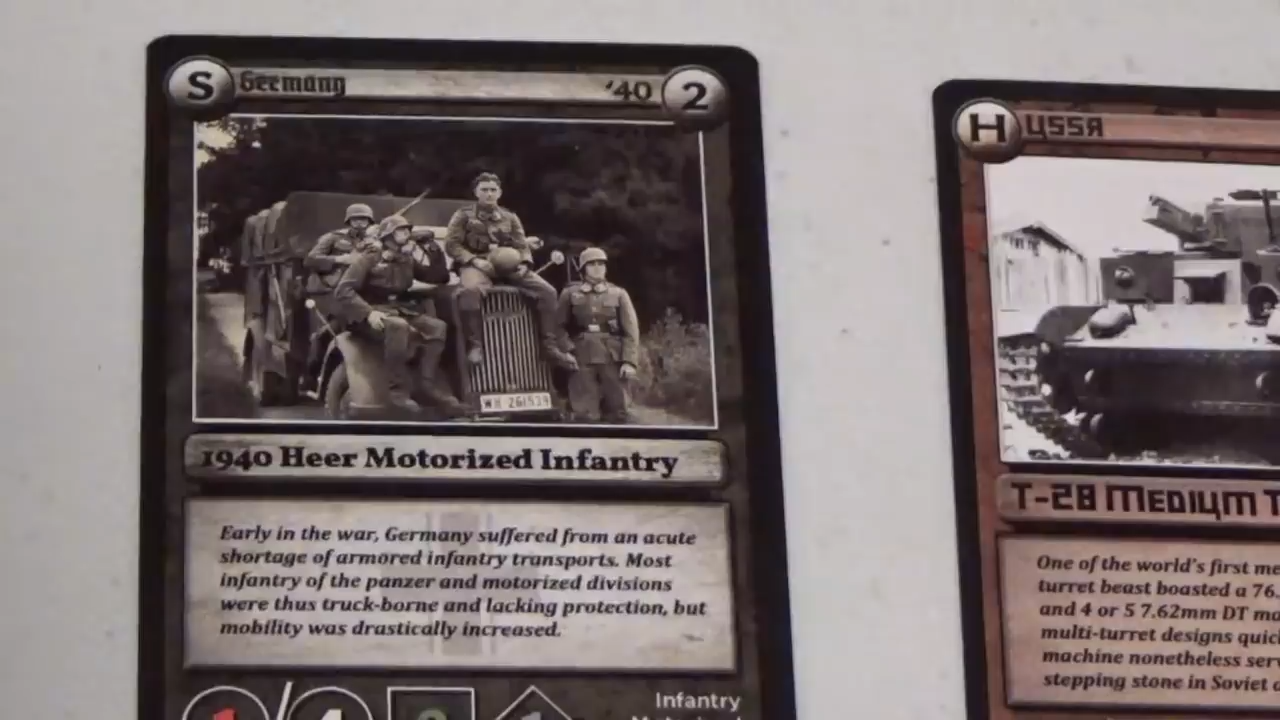 S Germany '40 2
WH 261939
1940 Heer Motorized Infantry
Early in the war, Germany suffered from an acute
shortage of armored infantry transports. Most
infantry of the panzer and motorized divisions
were thus truck-borne and lacking protection, but
mobility was drastically increased.
Infantry
Motorized
H USSR
T-28 MEDIUM T
One of the world's first me
turret beast boasted a 76.
and 4 or 5 7.62mm DT ma
multi-turret designs quic
machine nonetheless serv
stepping stone in Soviet